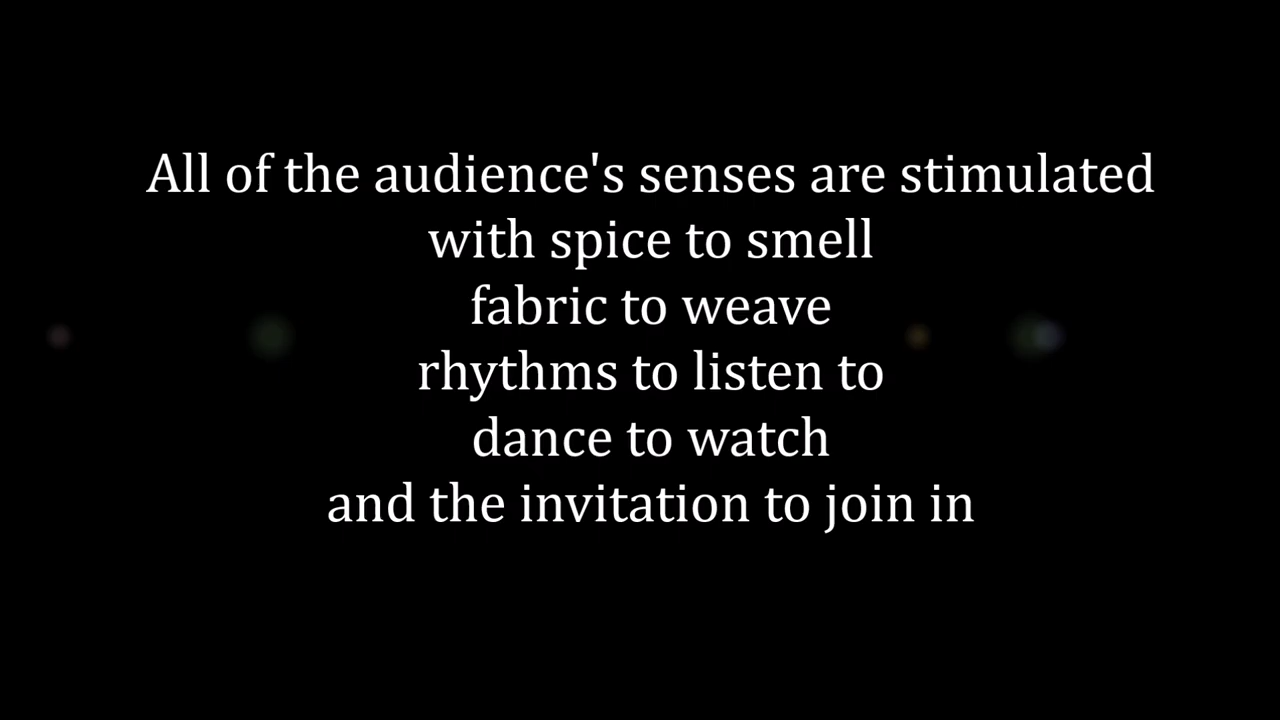 All of the audience's senses are stimulated
with spice to smell
fabric to weave
rhythms to listen to
dance to watch
and the invitation to join in